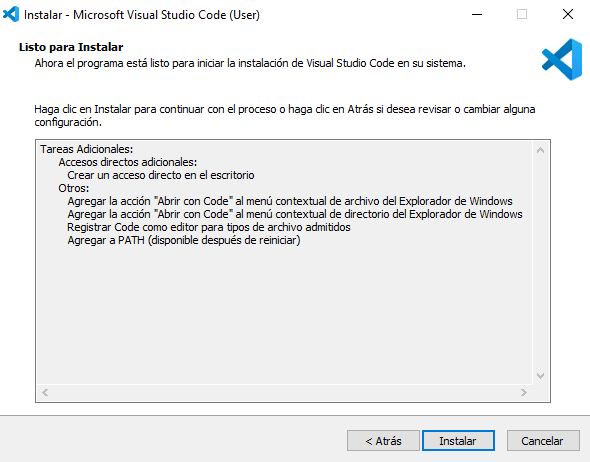 Instalar - Microsoft Visual Studio Code (User)
Listo para Instalar
Ahora el programa está listo para iniciar la instalación de Visual Studio Code en su sistema.
Haga clic en Instalar para continuar con el proceso o haga clic en Atrás si desea revisar o cambiar alguna
configuración.
Tareas Adicionales:
Accesos directos adicionales:
Crear un acceso directo en el escritorio
Otros:
Agregar la acción "Abrir con Code" al menú contextual de archivo del Explorador de Windows
Agregar la acción "Abrir con Code" al menú contextual de directorio del Explorador de Windows
Registrar Code como editor para tipos de archivo admitidos
Agregar a PATH (disponible después de reiniciar)
< Atrás
Instalar
Cancelar